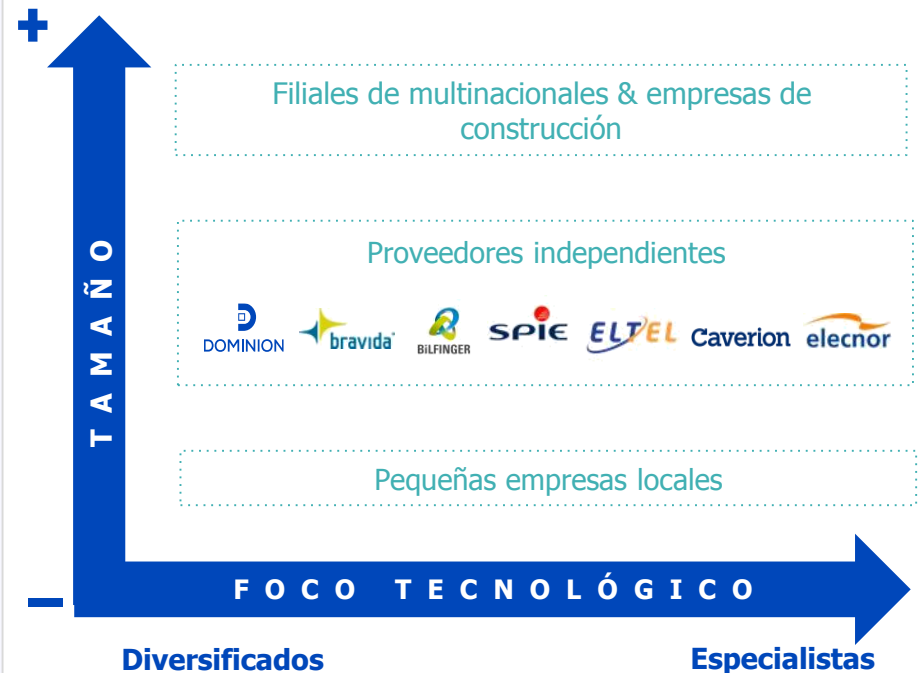 +
Filiales de multinacionales & empresas de
construcción
TAMAÑO
Proveedores independientes
DOMINION
bravida
BILFINGER
SPIE
ELTEL
Caverion
elecnor
Pequeñas empresas locales
FOCO TECNOLÓGICO
–
Diversificados
Especialistas